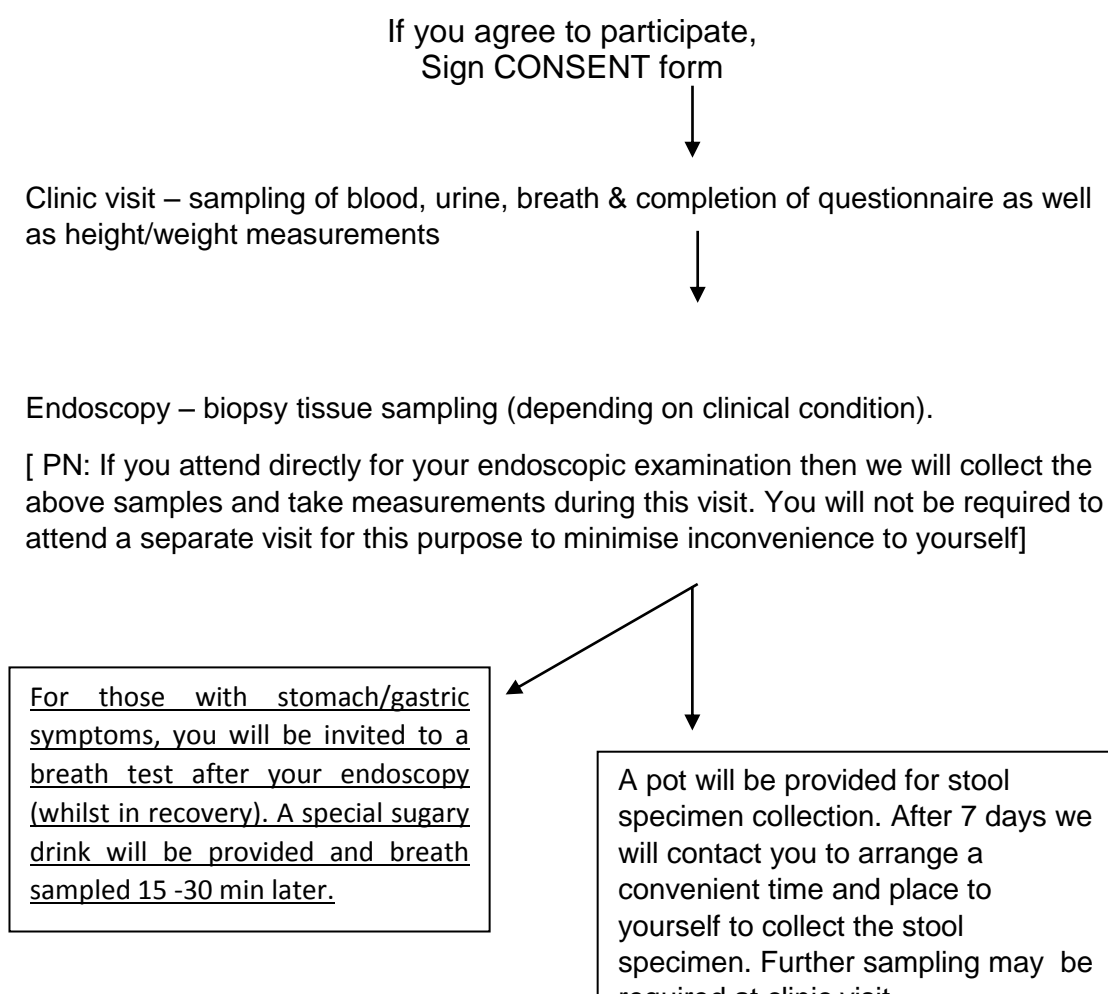 If you agree to participate,
Sign CONSENT form
Clinic visit – sampling of blood, urine, breath & completion of questionnaire as well
as height/weight measurements
Endoscopy – biopsy tissue sampling (depending on clinical condition).
[ PN: If you attend directly for your endoscopic examination then we will collect the
above samples and take measurements during this visit. You will not be required to
attend a separate visit for this purpose to minimise inconvenience to yourself]
For those with stomach/gastric
symptoms, you will be invited to a
breath test after your endoscopy
(whilst in recovery). A special sugary
drink will be provided and breath
sampled 15 -30 min later.
A pot will be provided for stool
specimen collection. After 7 days we
will contact you to arrange a
convenient time and place to
yourself to collect the stool
specimen. Further sampling may be
required at clinic visit